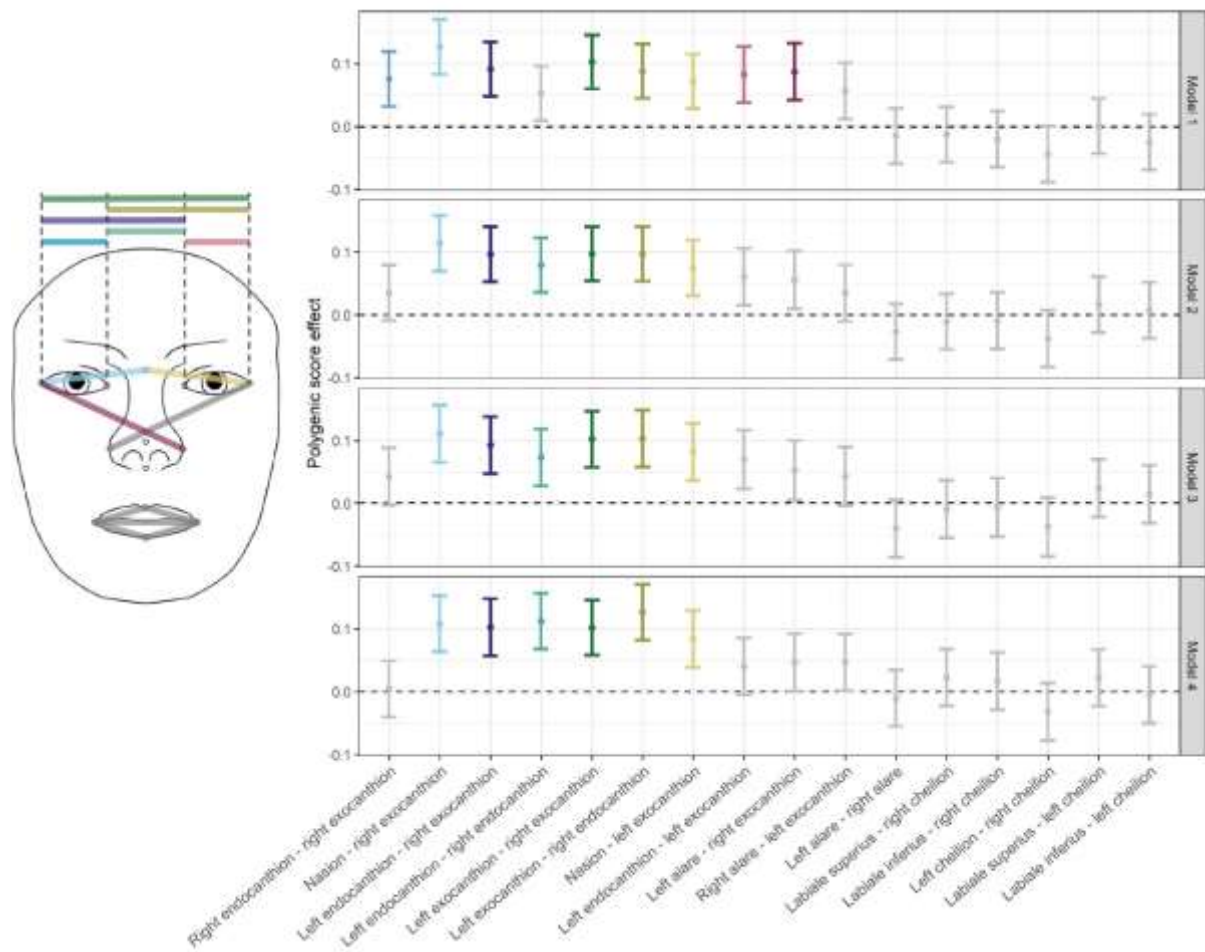 0.1
0.0
-0.1
Model 1
0.1
0.0
-0.1
Model 2
0.1
0.0
-0.1
Model 3
0.1
0.0
-0.1
Model 4
Polygenic score effect
Right endocanthion - right exocanthion
Nasion - right exocanthion
Left endocanthion - right exocanthion
Left endocanthion - right endocanthion
Left exocanthion - right exocanthion
Left exocanthion - right endocanthion
Nasion - left exocanthion
Left endocanthion - left exocanthion
Left alare - right exocanthion
Right alare - left exocanthion
Left alare - right alare
Labiale superius - right cheilion
Labiale inferius - right cheilion
Left cheilion - right cheilion
Labiale superius - left cheilion
Labiale inferius - left cheilion